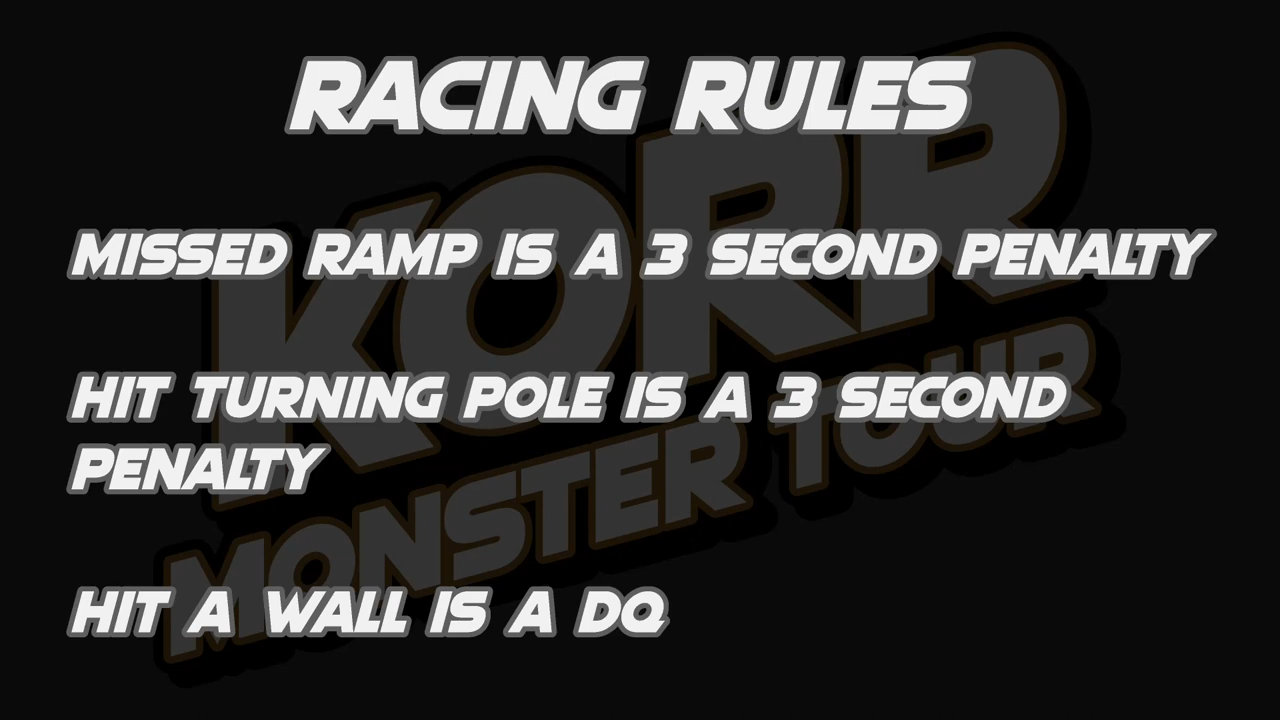 RACING RULES
MISSED RAMP IS A 3 SECOND PENALTY
HIT TURNING POLE IS A 3 SECOND
PENALTY
HIT A WALL IS A DQ
KORR
MONSTER TOUR